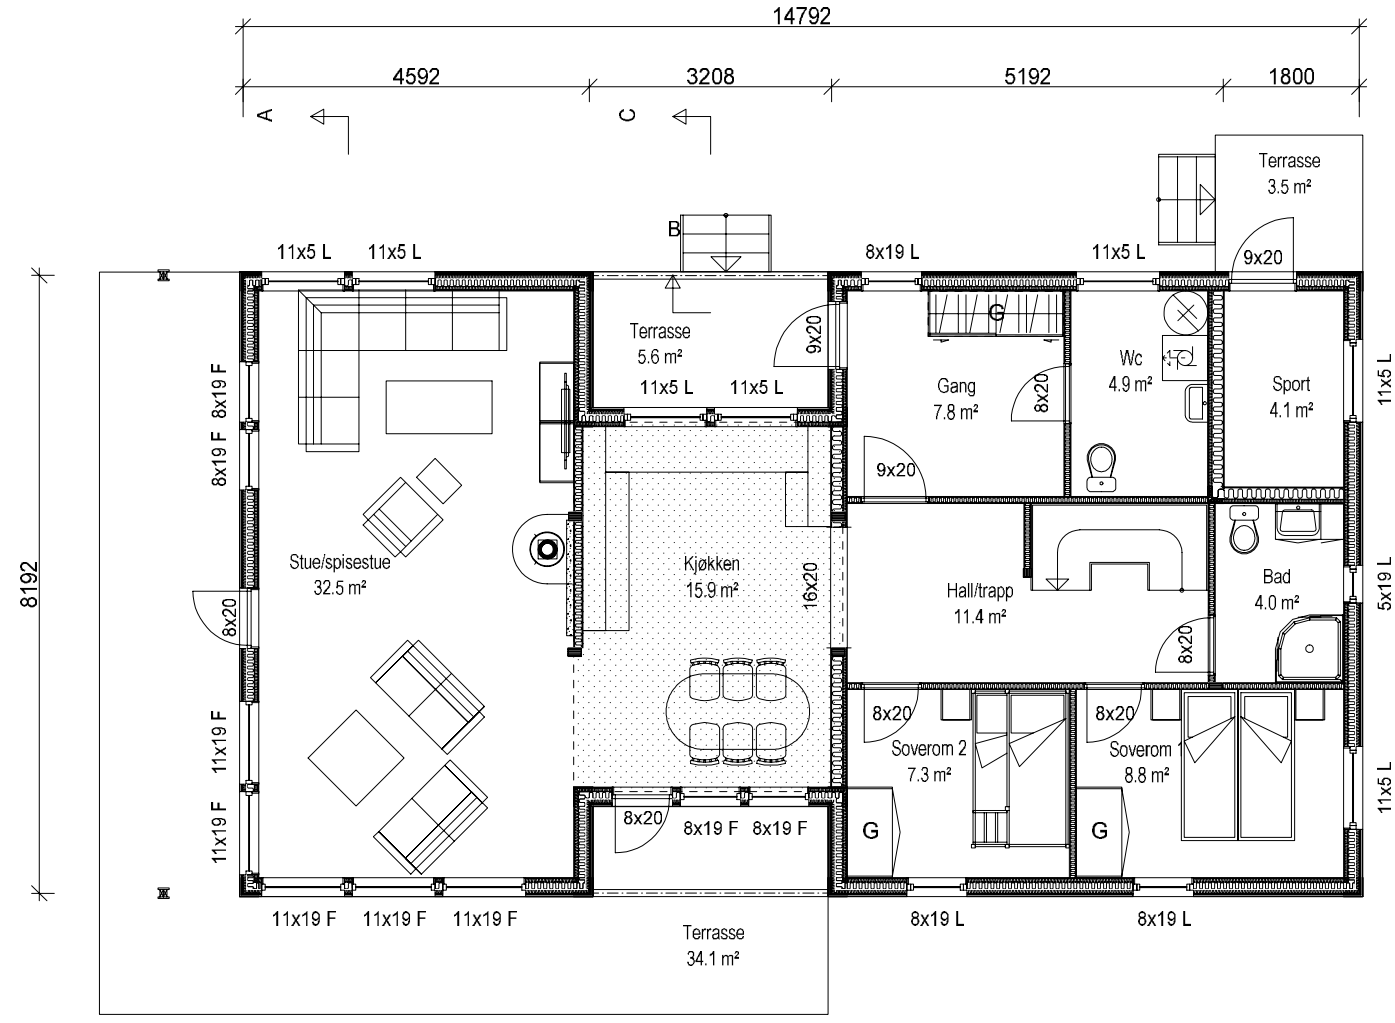 14792
4592
3208
5192
1800
A
C
Terrasse
3.5 m²
B
11x5 L
11x5 L
8x19 L
11x5 L
9x20
Terrasse
5.6 m²
9x20
G
11x5 L
11x5 L
Gang
7.8 m²
8x20
Wc
4.9 m²
Sport
4.1 m²
11x5 L
8x19 F
8x19 F
9x20
Stue/spisestue
32.5 m²
Kjøkken
15.9 m²
16x20
Hall/trapp
11.4 m²
Bad
4.0 m²
5x19 L
8192
8x20
8x20
8x20
8x20
Soverom 2
7.3 m²
Soverom
8.8 m²
11x19 F
11x19 F
11x5 L
8x20
8x19 F
8x19 F
G
G
11x19 F
11x19 F
11x19 F
8x19 L
8x19 L
Terrasse
34.1 m²